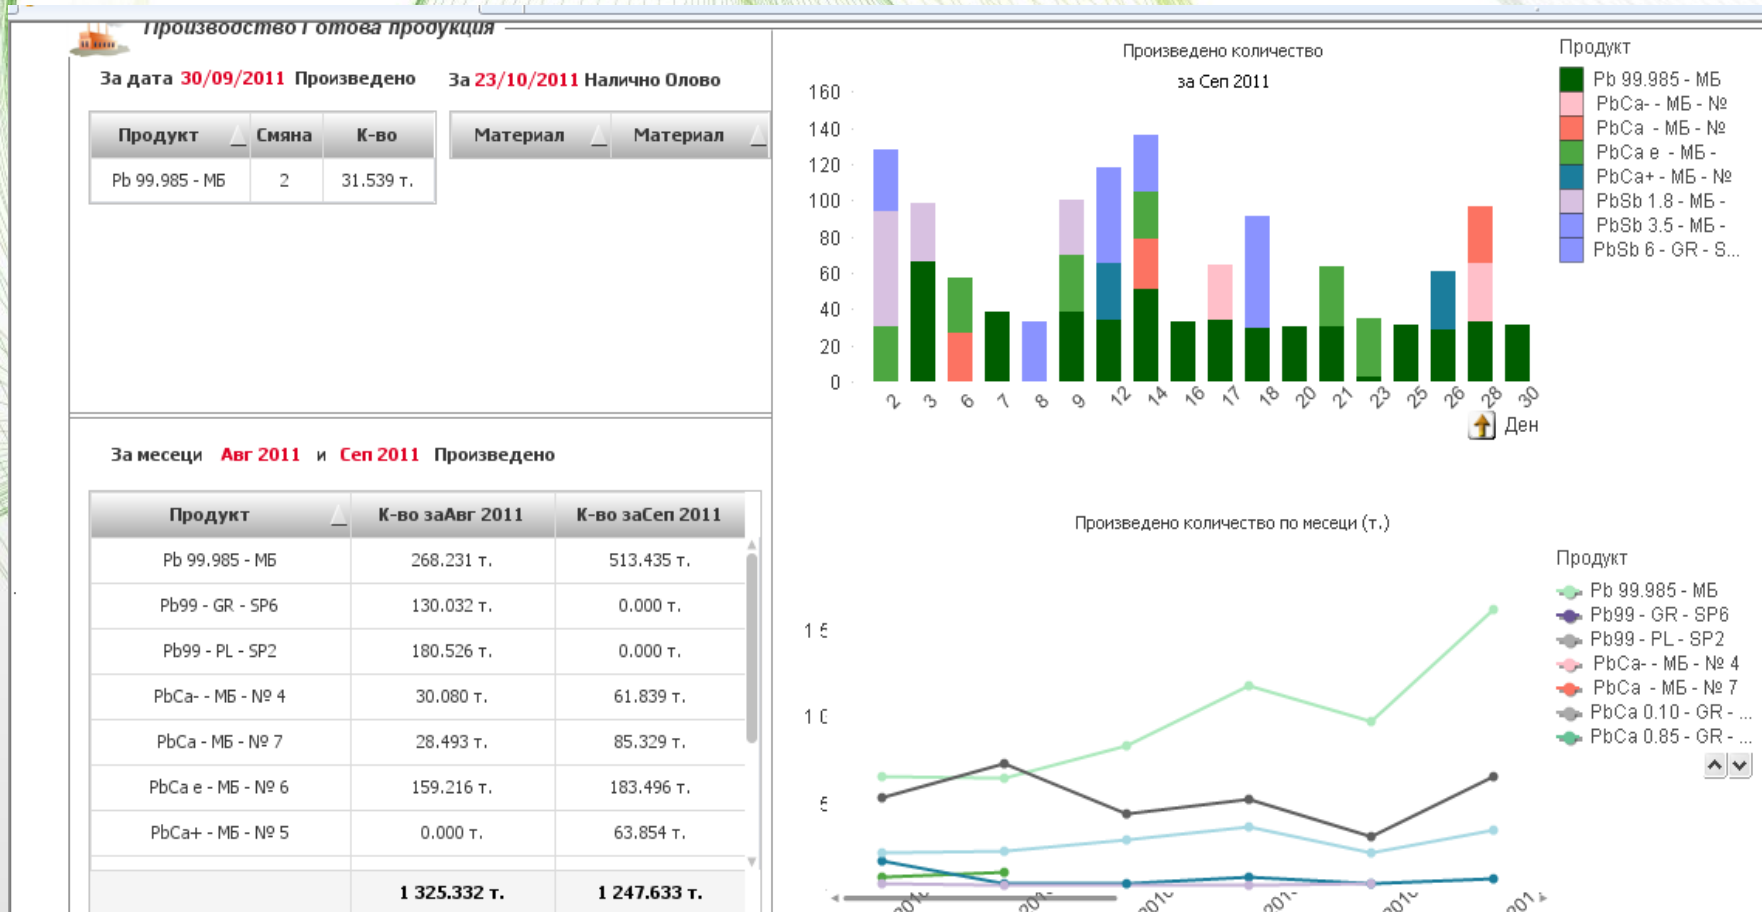 Производство Готова продукция
За дата 30/09/2011 Произведено
За 23/10/2011 Налично Олово
Продукт Смяна К-во
Pb 99.985 - МБ 2 31.539 т.
Материал Материал
Произведено количество
за Сеп 2011
160
140
120
100
80
60
40
20
0
2 3 6 7 8 9 12 14 16 17 18 20 21 23 25 26 28 30
Ден
Продукт
Pb 99.985 - МБ
PbCa- - МБ - №
PbCa - МБ - №
PbCa е - МБ -
PbCa+ - МБ - №
PbSb 1.8 - МБ -
PbSb 3.5 - МБ -
PbSb 6 - GR - S...
За месеци Авг 2011 и Сеп 2011 Произведено
Продукт К-во заАвг 2011 К-во заСеп 2011
Pb 99.985 - МБ 268.231 т. 513.435 т.
Pb99 - GR - SP6 130.032 т. 0.000 т.
Pb99 - PL - SP2 180.526 т. 0.000 т.
PbCa- - МБ - № 4 30.080 т. 61.839 т.
PbCa - МБ - № 7 28.493 т. 85.329 т.
PbCa е - МБ - № 6 159.216 т. 183.496 т.
PbCa+ - МБ - № 5 0.000 т. 63.854 т.
1 325.332 т. 1 247.633 т.
Произведено количество по месеци (т.)
Продукт
Pb 99.985 - МБ
Pb99 - GR - SP6
Pb99 - PL - SP2
PbCa- - МБ - № 4
PbCa - МБ - № 7
PbCa 0.10 - GR - ...
PbCa 0.85 - GR - ...